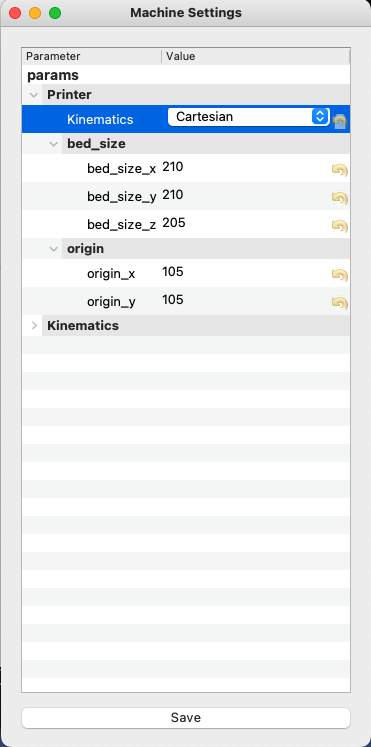 Machine Settings
Parameter Value
params
Printer
Kinematics Cartesian
bed_size
bed_size_x 210
bed_size_y 210
bed_size_z 205
origin
origin_x 105
origin_y 105
Kinematics
Save